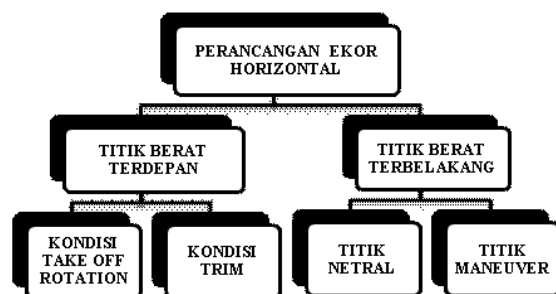 PERANCANGAN EKOR
HORIZONTAL
TITIK BERAT
TERDEPAN
TITIK BERAT
TERBELAKANG
KONDISI
TAKE OFF
ROTATION
KONDISI
TRIM
TITIK
NETRAL
TITIK
MANEUVER